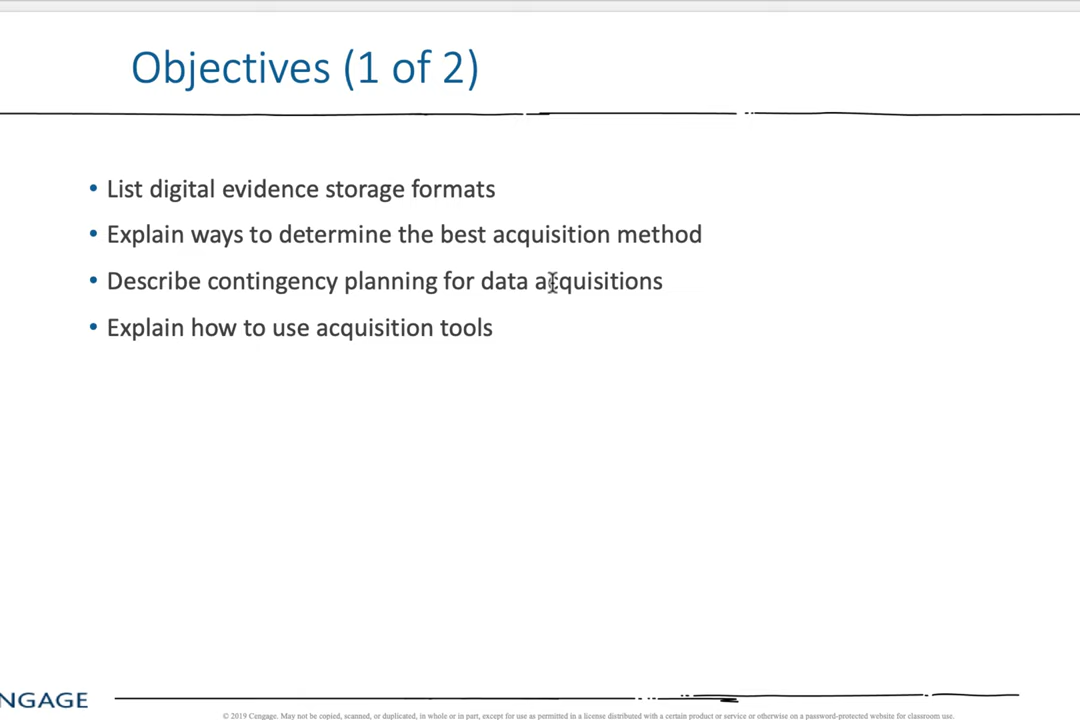 Objectives (1 of 2)
• List digital evidence storage formats
• Explain ways to determine the best acquisition method
• Describe contingency planning for data acquisitions
• Explain how to use acquisition tools
NGAGE
© 2019 Cengage. May not be copied, scanned, or duplicated, in whole or in part, except for use as permitted in a license distributed with a certain product or service or otherwise on a password-protected website for classroom use.